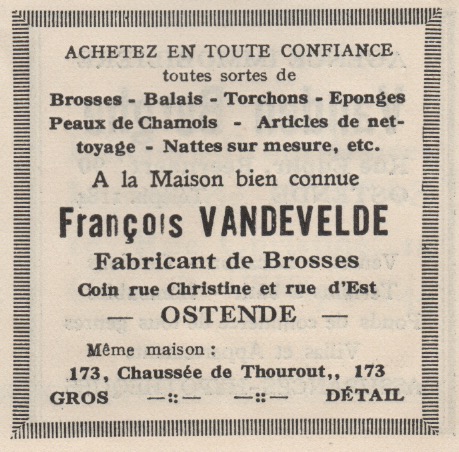 ACHETEZ EN TOUTE CONFIANCE
toutes sortes de
Brosses - Balais - Torchons - Eponges
Peaux de Chamois - Articles de net-
toyage - Nattes sur mesure, etc.
A la Maison bien connue
François VANDEVELDE
Fabricant de Brosses
Coin rue Christine et rue d'Est
— OSTENDE —
Même maison :
173, Chaussée de Thourout,, 173
GROS —::— —::— DÉTAIL